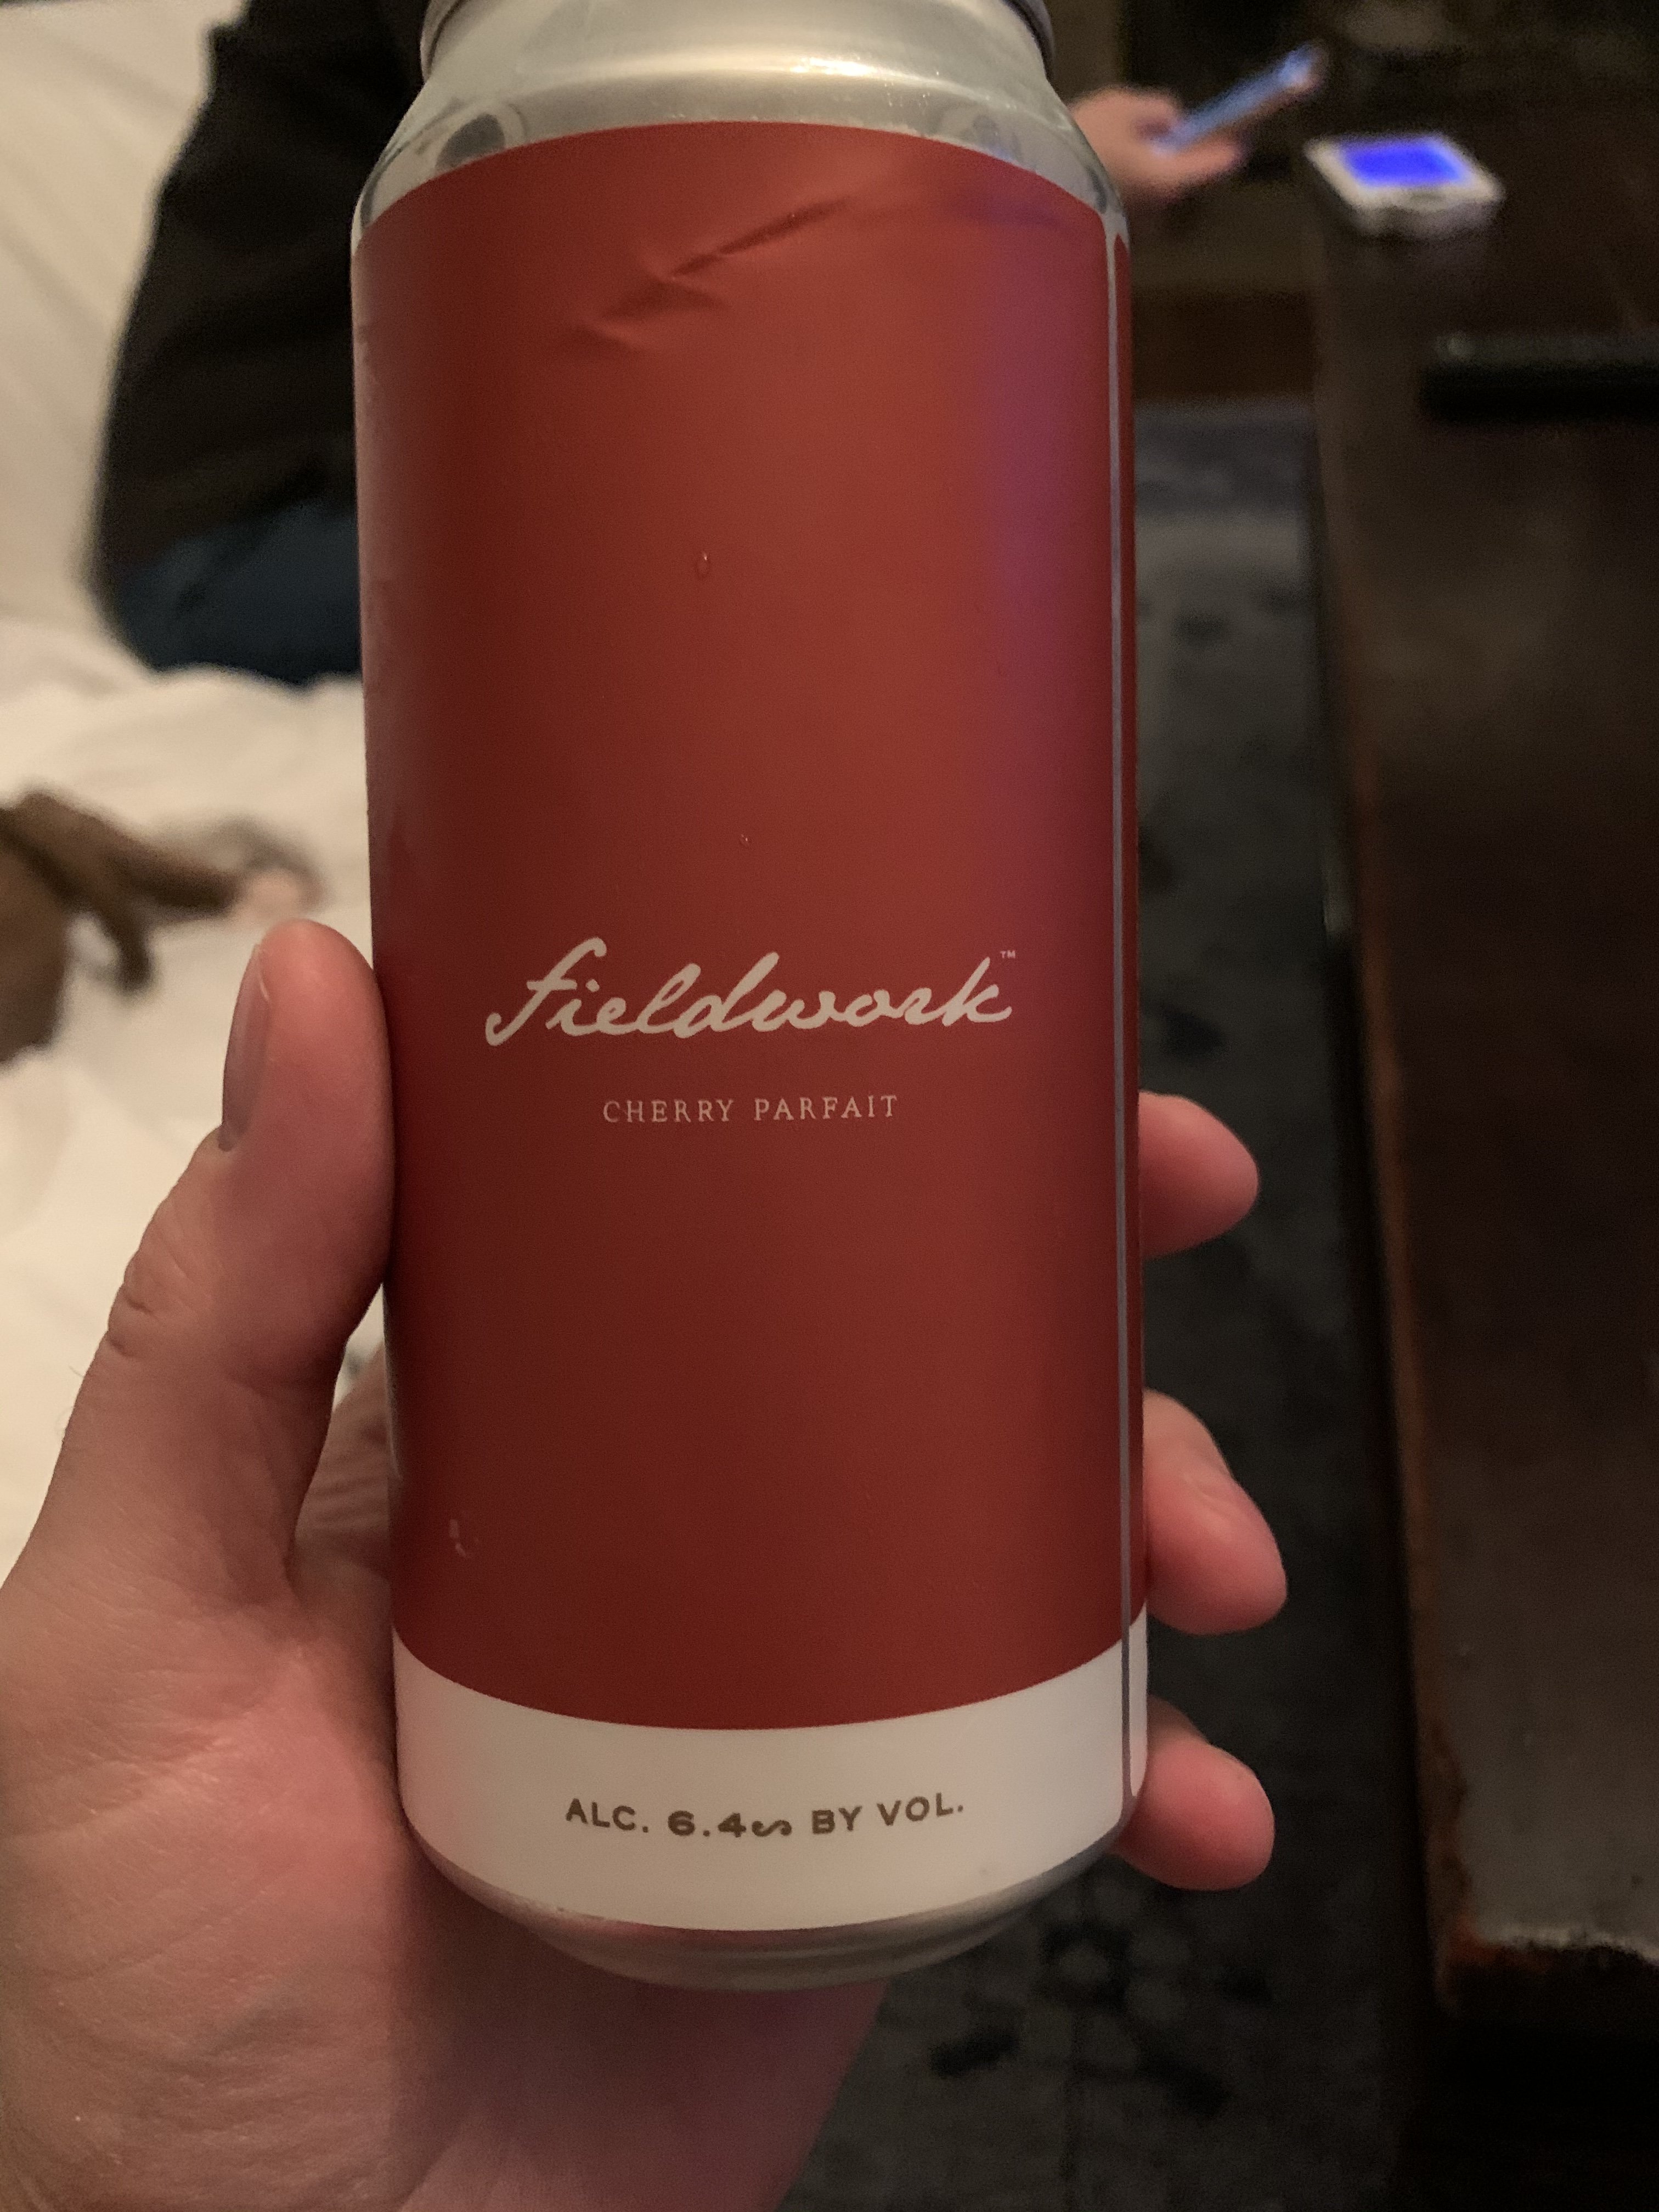 fieldwork™
CHERRY PARFAIT
ALC. 6.4% BY VOL.